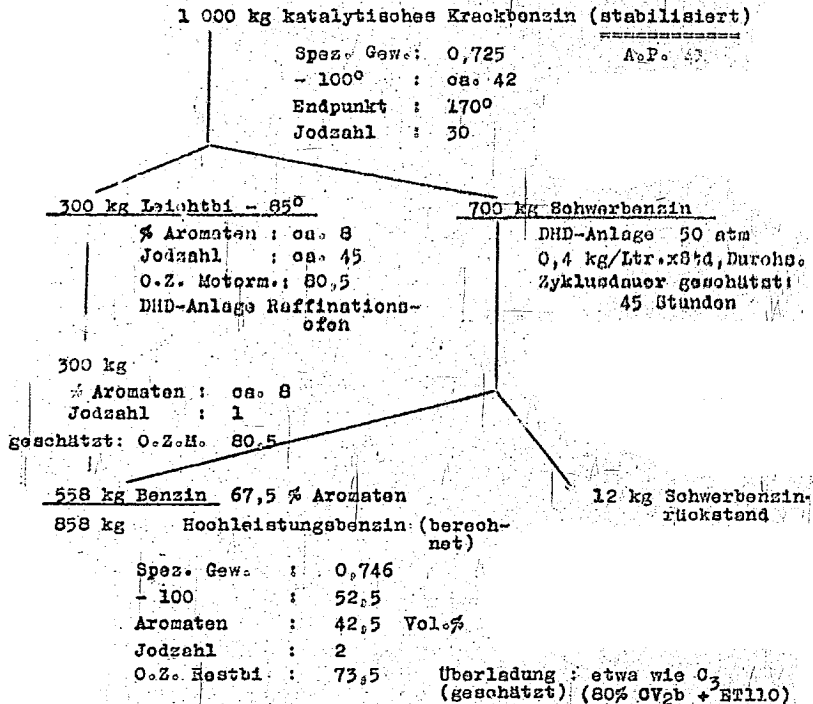 1 000 kg katalytisches Krackbenzin (stabilisiert)
Spez. Gew.: 0,725
A.P.
- 100° : ca. 42
Endpunkt : 170°
Jodzahl : 30
300 kg Leichtbi - 85°
% Aromaten : ca. 8
Jodzahl : ca. 45
O.Z. Motorm.: 80,5
DHD-Anlage Raffinations-
ofen
700 kg Schwerbenzin
DHD-Anlage 50 atm
0,4 kg/Ltr.xStd, Durchs.
Zyklusdauer geschätzt:
45 Stunden
300 kg
% Aromaten : ca. 8
Jodzahl : 1
geschätzt: O.Z.M. 80,5
558 kg Benzin 67,5 % Aromaten
858 kg Hochleistungsbenzin (berech-
net)
12 kg Schwerbenzin-
rückstand
Spez. Gew. : 0,746
- 100 : 52,5
Aromaten : 42,5 Vol.%
Jodzahl : 2
O.Z. Restbi : 73,5
Überladung : etwa wie C3
(geschätzt) (80% CV2b + ET110)